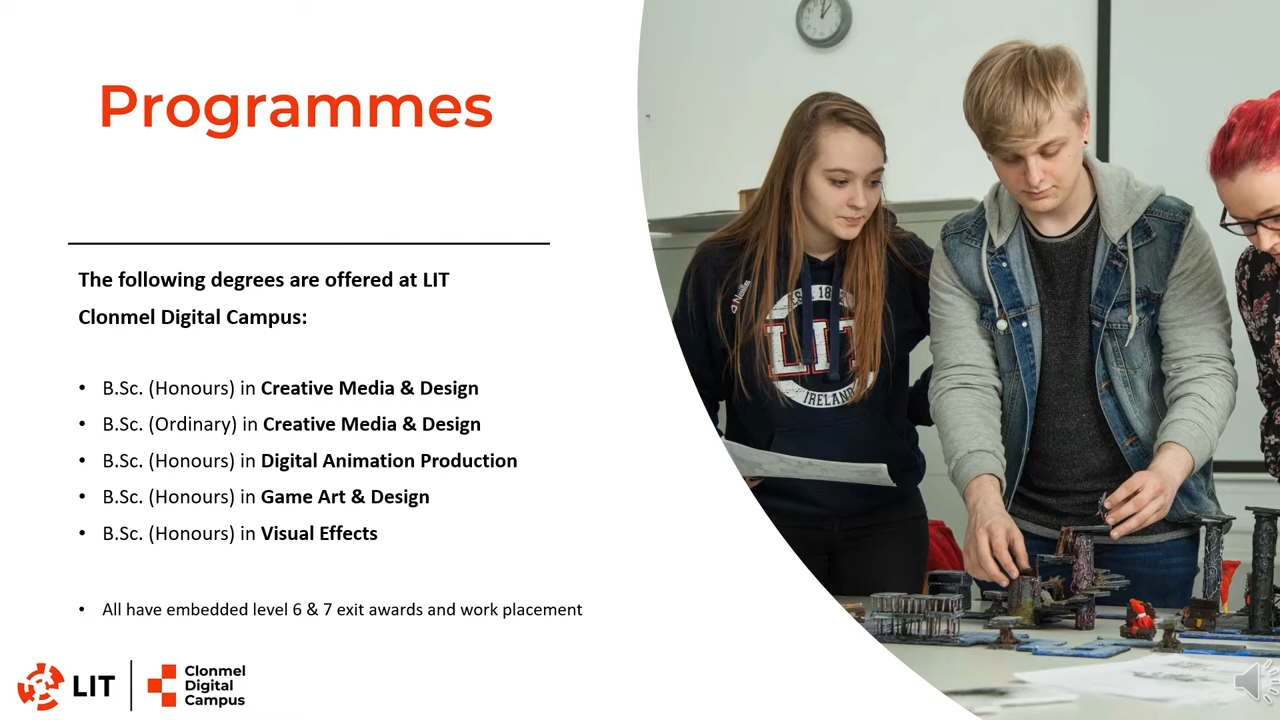 Programmes
The following degrees are offered at LIT
Clonmel Digital Campus:
• B.Sc. (Honours) in Creative Media & Design
• B.Sc. (Ordinary) in Creative Media & Design
• B.Sc. (Honours) in Digital Animation Production
• B.Sc. (Honours) in Game Art & Design
• B.Sc. (Honours) in Visual Effects
• All have embedded level 6 & 7 exit awards and work placement
LIT
Clonmel
Digital
Campus
O'Neills
LIT
IRELAND